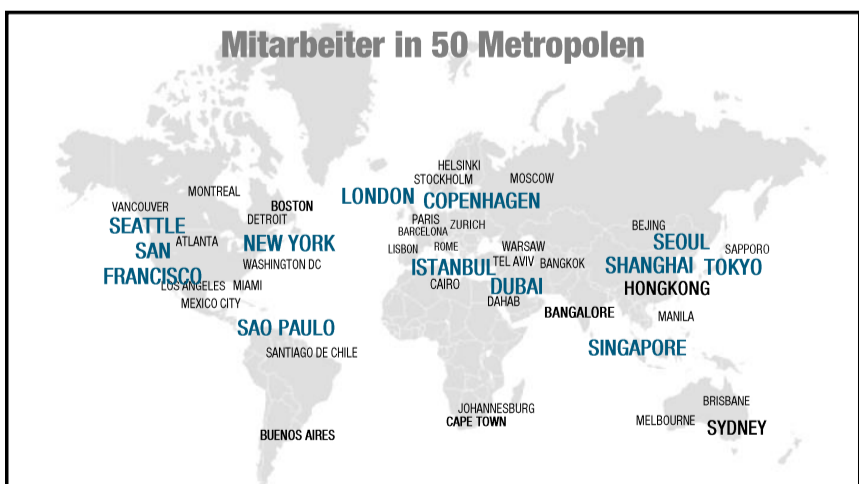 Mitarbeiter in 50 Metropolen
HELSINKI
STOCKHOLM
MOSCOW
MONTREAL
LONDON
COPENHAGEN
VANCOUVER
BOSTON
DETROIT
PARIS
SEATTLE
BARCELONA
ZURICH
BEJING
ATLANTA
NEW YORK
SEOUL
SAN
FRANCISCO
LISBON
ROME
WARSAW
SAPPORO
WASHINGTON DC
ISTANBUL
TEL AVIV
BANGKOK
SHANGHAI
TOKYO
LOS ANGELES
MIAMI
CAIRO
DUBAI
HONGKONG
MEXICO CITY
DAHAB
BANGALORE
MANILA
SAO PAULO
SINGAPORE
SANTIAGO DE CHILE
BRISBANE
JOHANNESBURG
CAPE TOWN
MELBOURNE
SYDNEY
BUENOS AIRES